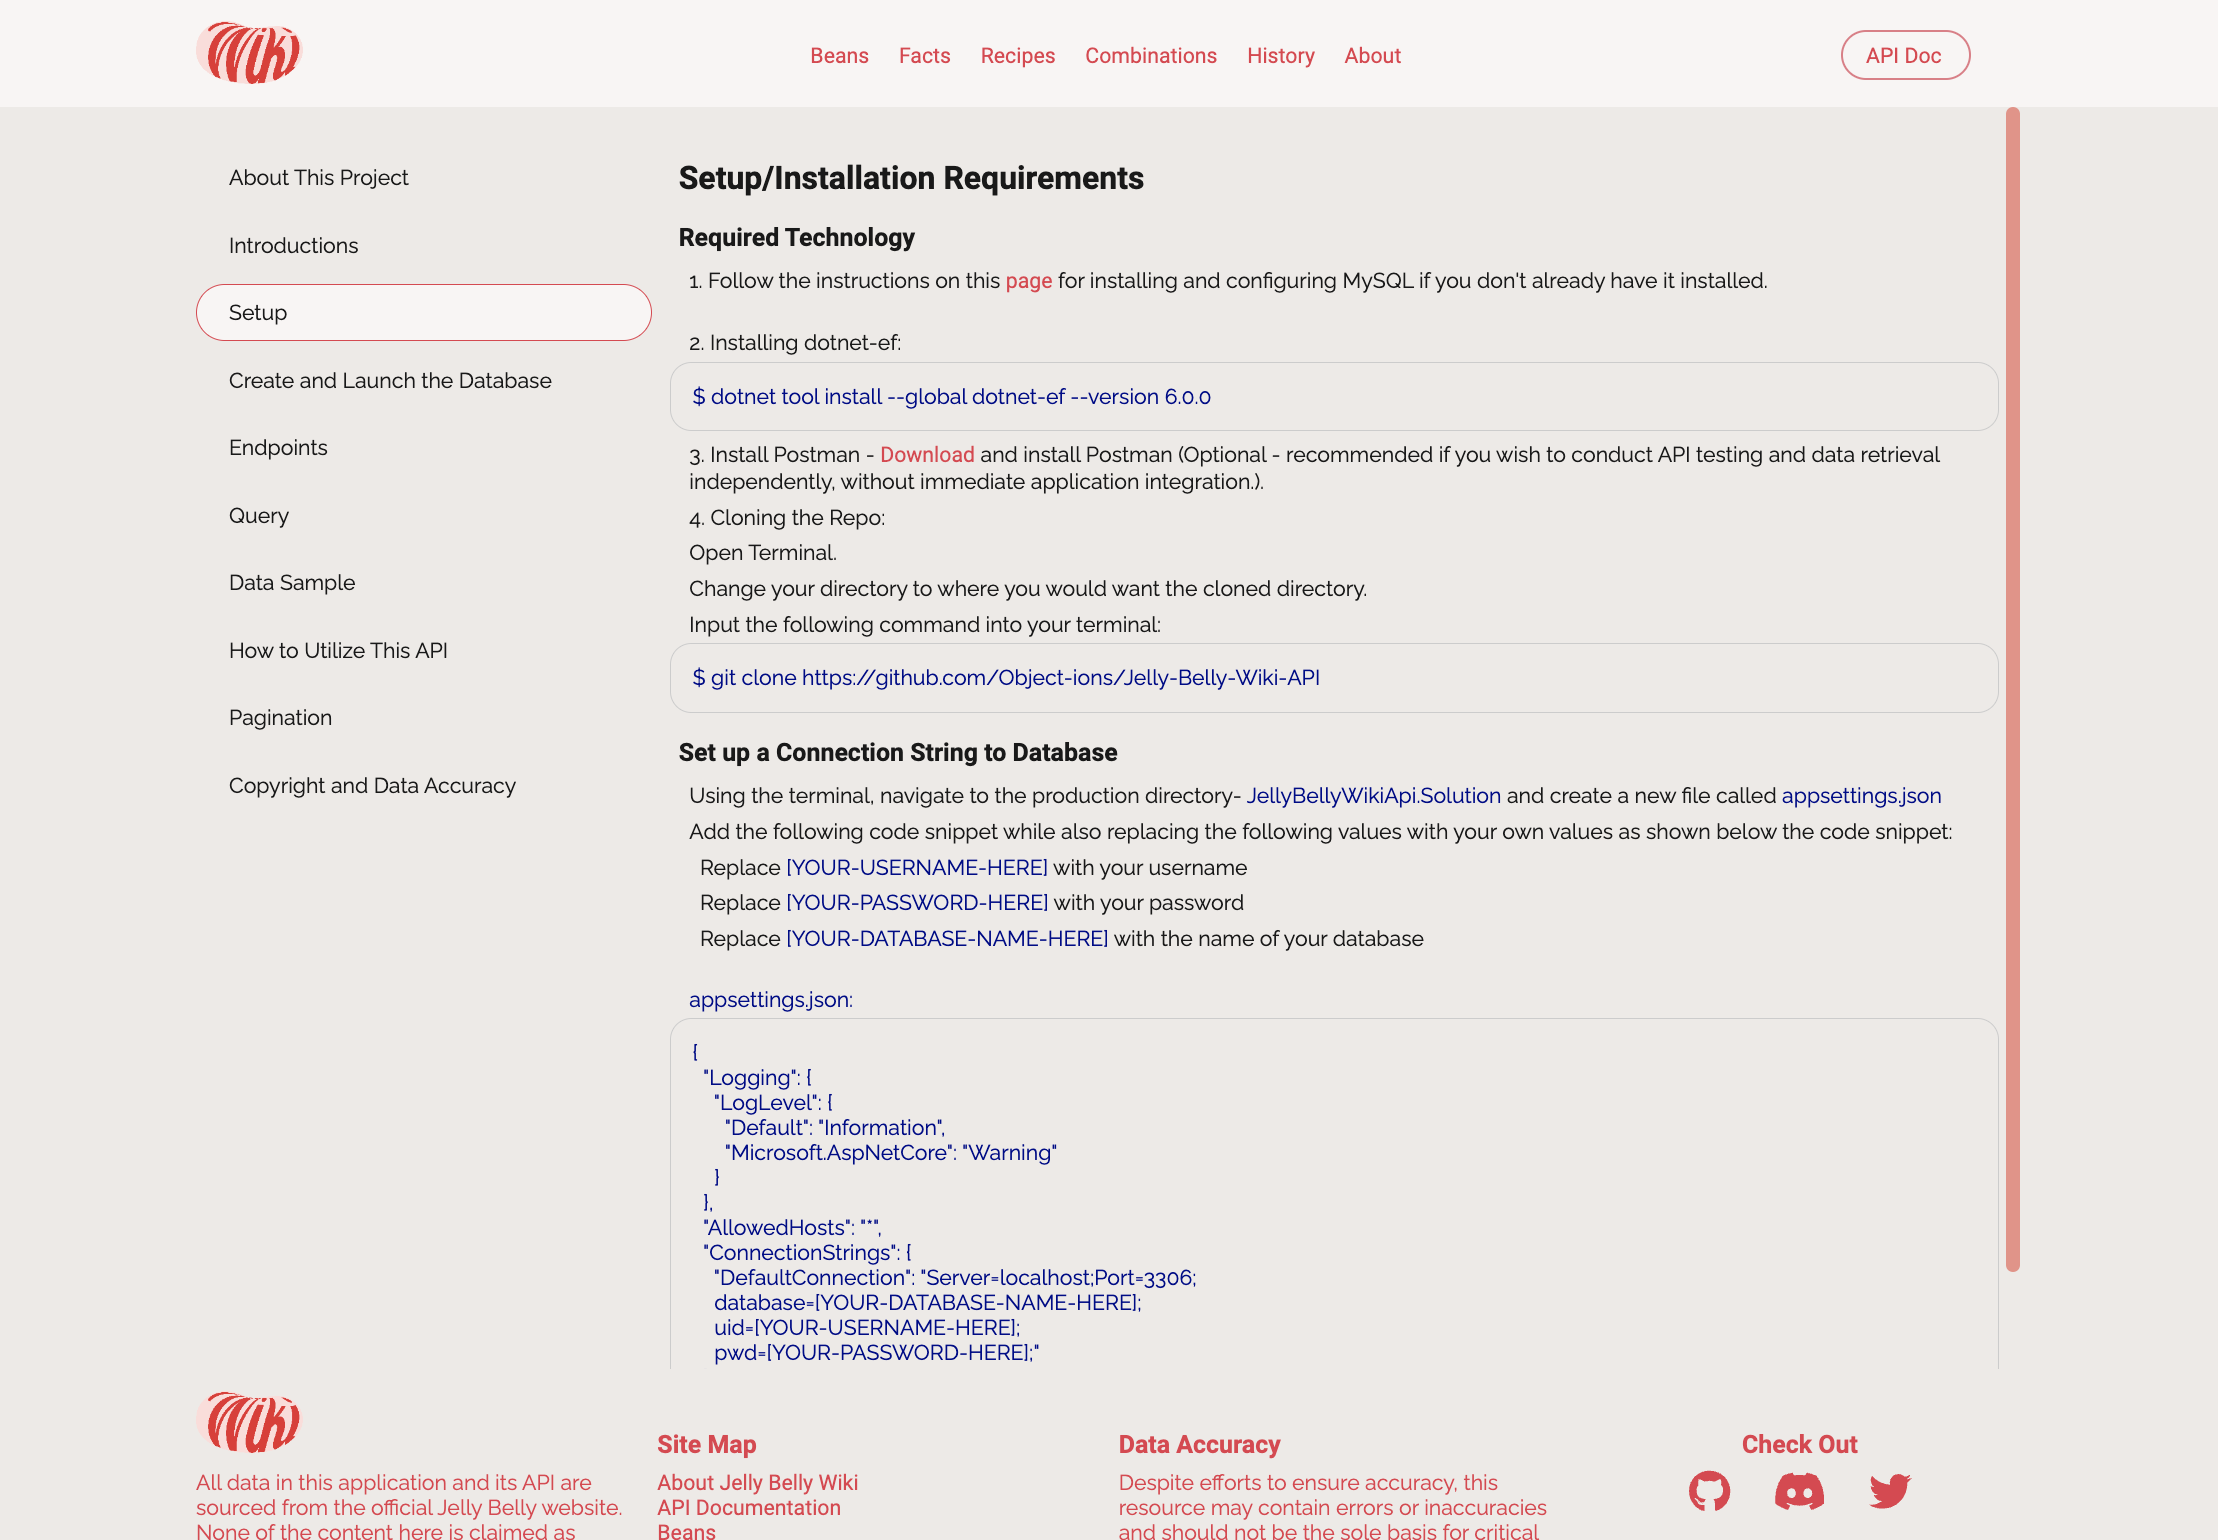 Wiki
Beans Facts Recipes Combinations History About
API Doc
About This Project
Introductions
Setup
Create and Launch the Database
Endpoints
Query
Data Sample
How to Utilize This API
Pagination
Copyright and Data Accuracy
Setup/Installation Requirements
Required Technology
1. Follow the instructions on this page for installing and configuring MySQL if you don't already have it installed.
2. Installing dotnet-ef:
$ dotnet tool install --global dotnet-ef --version 6.0.0
3. Install Postman - Download and install Postman (Optional - recommended if you wish to conduct API testing and data retrieval
independently, without immediate application integration.).
4. Cloning the Repo:
Open Terminal.
Change your directory to where you would want the cloned directory.
Input the following command into your terminal:
$ git clone https://github.com/Object-ions/Jelly-Belly-Wiki-API
Set up a Connection String to Database
Using the terminal, navigate to the production directory- JellyBellyWikiApi.Solution and create a new file called appsettings.json
Add the following code snippet while also replacing the following values with your own values as shown below the code snippet:
Replace [YOUR-USERNAME-HERE] with your username
Replace [YOUR-PASSWORD-HERE] with your password
Replace [YOUR-DATABASE-NAME-HERE] with the name of your database
appsettings.json:
{
"Logging": {
"LogLevel": {
"Default": "Information",
"Microsoft.AspNetCore": "Warning"
}
},
"AllowedHosts": "*",
"ConnectionStrings": {
"DefaultConnection": "Server=localhost;Port=3306;
database=[YOUR-DATABASE-NAME-HERE];
uid=[YOUR-USERNAME-HERE];
pwd=[YOUR-PASSWORD-HERE];"
Wiki
All data in this application and its API are
sourced from the official Jelly Belly website.
None of the content here is claimed as
Site Map
About Jelly Belly Wiki
API Documentation
Beans
Data Accuracy
Despite efforts to ensure accuracy, this
resource may contain errors or inaccuracies
and should not be the sole basis for critical
Check Out